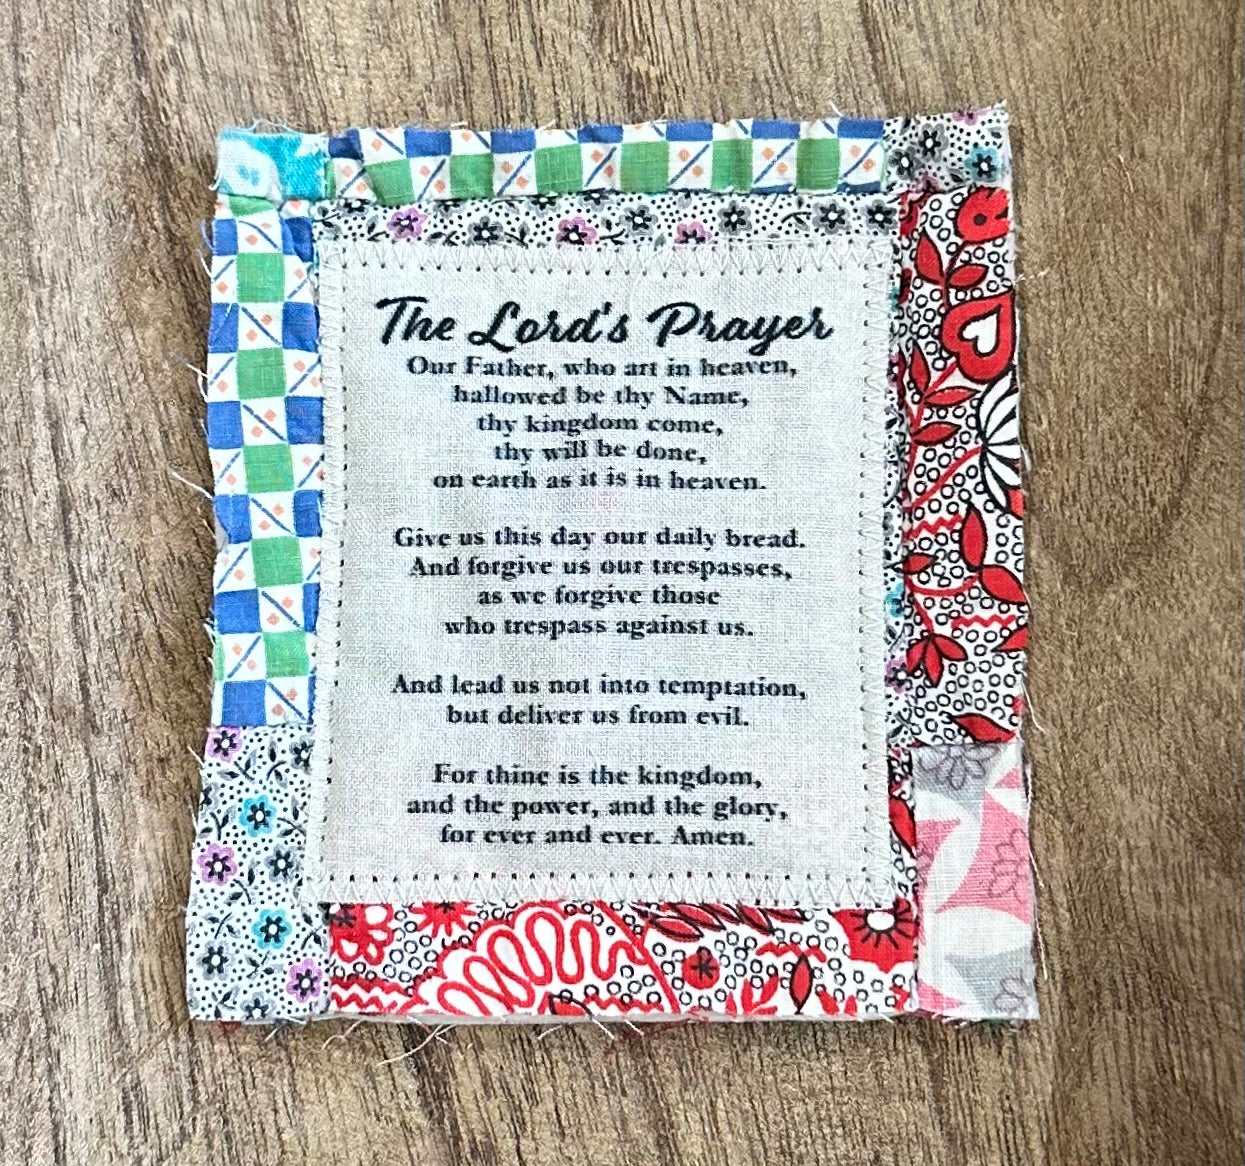 The Lord's Prayer
Our Father, who art in heaven,
hallowed be thy Name,
thy kingdom come,
thy will be done,
on earth as it is in heaven.
Give us this day our daily bread.
And forgive us our trespasses,
as we forgive those
who trespass against us.
And lead us not into temptation,
but deliver us from evil.
For thine is the kingdom,
and the power, and the glory,
for ever and ever. Amen.